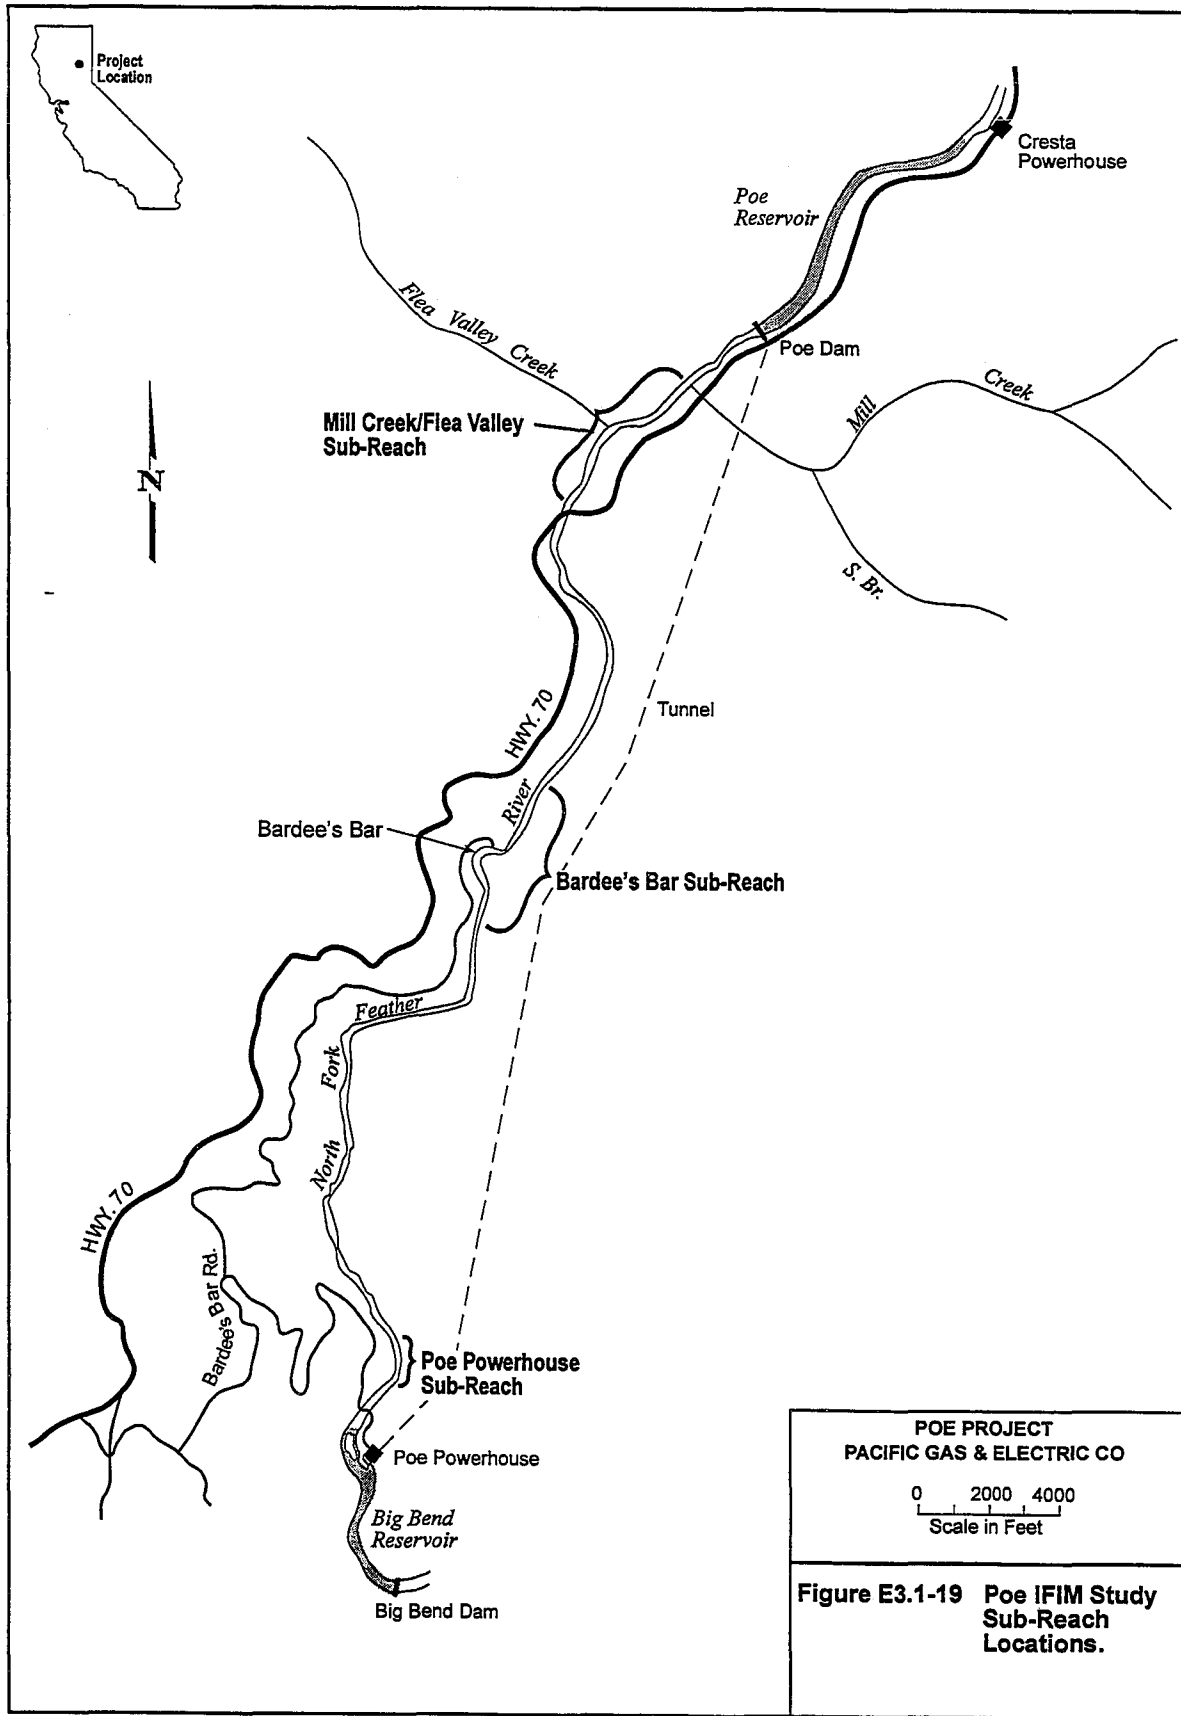 Project
Location
Cresta
Powerhouse
Poe
Reservoir
Flea Valley Creek
Poe Dam
Mill Creek
Mill Creek/Flea Valley
Sub-Reach
N
S. Br.
Tunnel
HWY. 70
River
Bardee's Bar
Bardee's Bar Sub-Reach
Feather
Fork
North
HWY. 70
Bardee's Bar Rd.
Poe Powerhouse
Sub-Reach
Poe Powerhouse
Big Bend
Reservoir
Big Bend Dam
POE PROJECT
PACIFIC GAS & ELECTRIC CO
0 2000 4000
Scale in Feet
Figure E3.1-19 Poe IFIM Study
Sub-Reach
Locations.